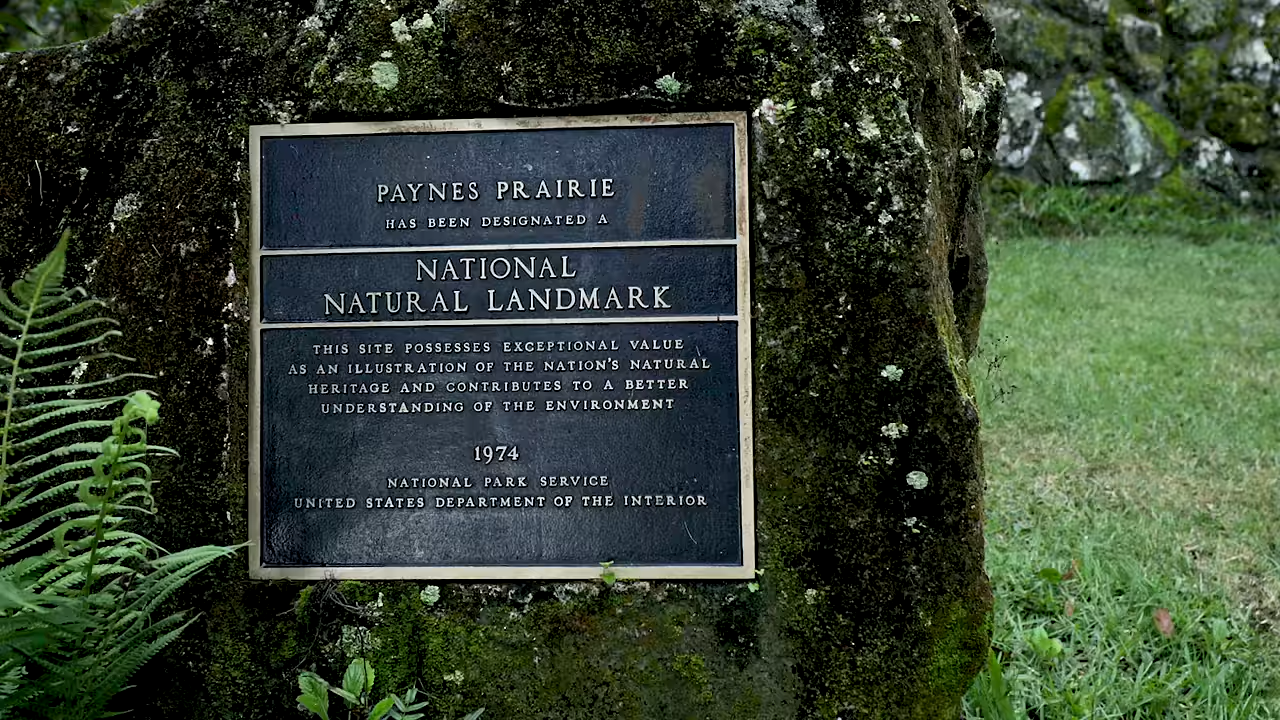 PAYNES PRAIRIE
HAS BEEN DESIGNATED A
NATIONAL
NATURAL LANDMARK
THIS SITE POSSESSES EXCEPTIONAL VALUE
AS AN ILLUSTRATION OF THE NATION'S NATURAL
HERITAGE AND CONTRIBUTES TO A BETTER
UNDERSTANDING OF THE ENVIRONMENT
1974
NATIONAL PARK SERVICE
UNITED STATES DEPARTMENT OF THE INTERIOR